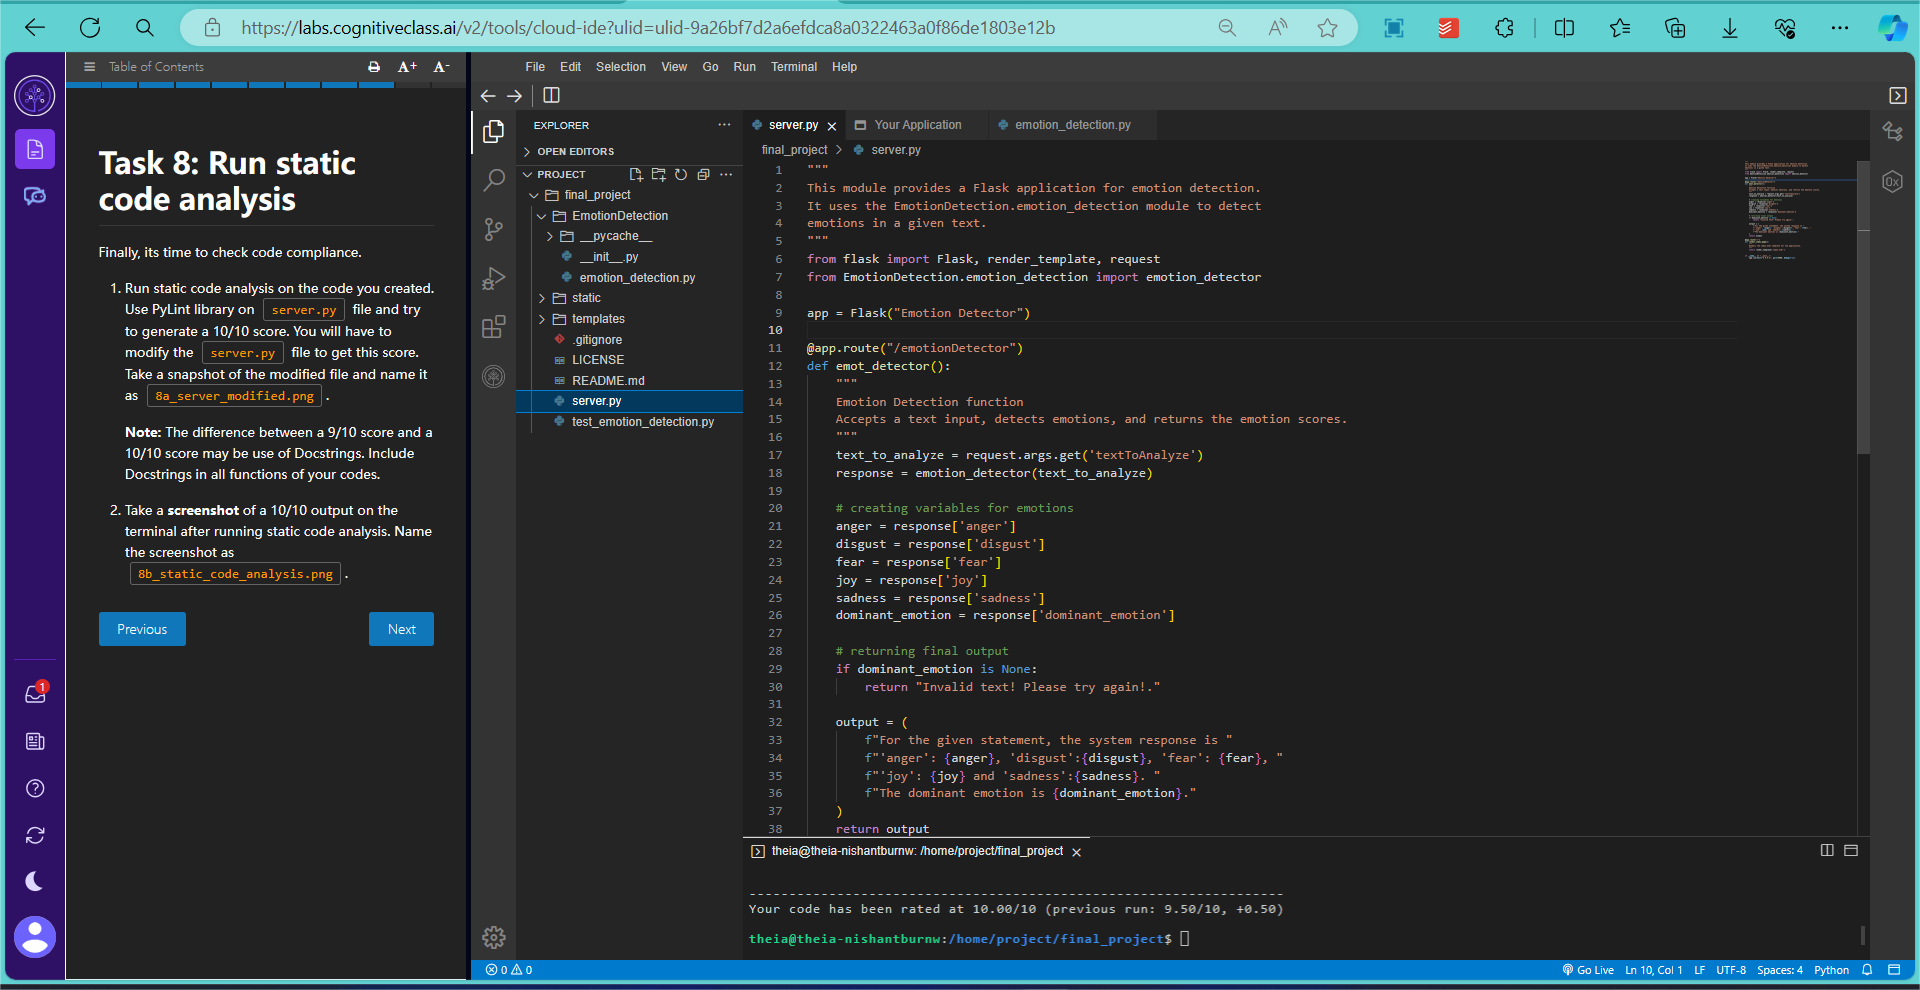 https://labs.cognitiveclass.ai/v2/tools/cloud-ide?ulid=ulid-9a26bf7d2a6efdca8a0322463a0f86de1803e12b
Table of Contents
A+ A-
Task 8: Run static
code analysis
Finally, its time to check code compliance.
1. Run static code analysis on the code you created.
Use PyLint library on server.py file and try
to generate a 10/10 score. You will have to
modify the server.py file to get this score.
Take a snapshot of the modified file and name it
as 8a_server_modified.png .
Note: The difference between a 9/10 score and a
10/10 score may be use of Docstrings. Include
Docstrings in all functions of your codes.
2. Take a screenshot of a 10/10 output on the
terminal after running static code analysis. Name
the screenshot as
8b_static_code_analysis.png .
Previous
Next
1
File Edit Selection View Go Run Terminal Help
EXPLORER
OPEN EDITORS
PROJECT
final_project
EmotionDetection
__pycache__
__init__.py
emotion_detection.py
static
templates
.gitignore
LICENSE
README.md
server.py
test_emotion_detection.py
server.py
Your Application
emotion_detection.py
final_project > server.py
1 """
2 This module provides a Flask application for emotion detection.
3 It uses the EmotionDetection.emotion_detection module to detect
4 emotions in a given text.
5 """
6 from flask import Flask, render_template, request
7 from EmotionDetection.emotion_detection import emotion_detector
8
9 app = Flask("Emotion Detector")
10
11 @app.route("/emotionDetector")
12 def emot_detector():
13 """
14 Emotion Detection function
15 Accepts a text input, detects emotions, and returns the emotion scores.
16 """
17 text_to_analyze = request.args.get('textToAnalyze')
18 response = emotion_detector(text_to_analyze)
19
20 # creating variables for emotions
21 anger = response['anger']
22 disgust = response['disgust']
23 fear = response['fear']
24 joy = response['joy']
25 sadness = response['sadness']
26 dominant_emotion = response['dominant_emotion']
27
28 # returning final output
29 if dominant_emotion is None:
30 return "Invalid text! Please try again!."
31
32 output = (
33 f"For the given statement, the system response is "
34 f"'anger': {anger}, 'disgust':{disgust}, 'fear': {fear}, "
35 f"'joy': {joy} and 'sadness':{sadness}. "
36 f"The dominant emotion is {dominant_emotion}."
37 )
38 return output
theia@theia-nishantburnw: /home/project/final_project
------------------------------------------------------------------
Your code has been rated at 10.00/10 (previous run: 9.50/10, +0.50)
theia@theia-nishantburnw:/home/project/final_project$
0 0
Go Live Ln 10, Col 1 LF UTF-8 Spaces: 4 Python